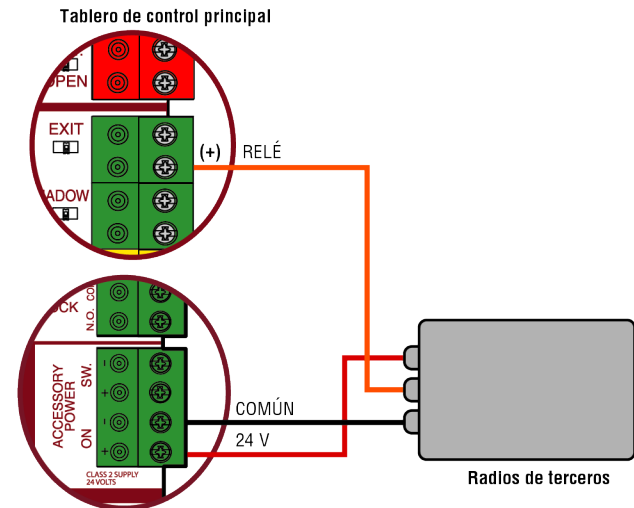 Tablero de control principal
OPEN
EXIT
(+) RELÉ
ADOW
N.O.
SW.
ACCESSORY
POWER
ON
- + - +
COMÚN
24 V
CLASS 2 SUPPLY
24 VOLTS
Radios de terceros